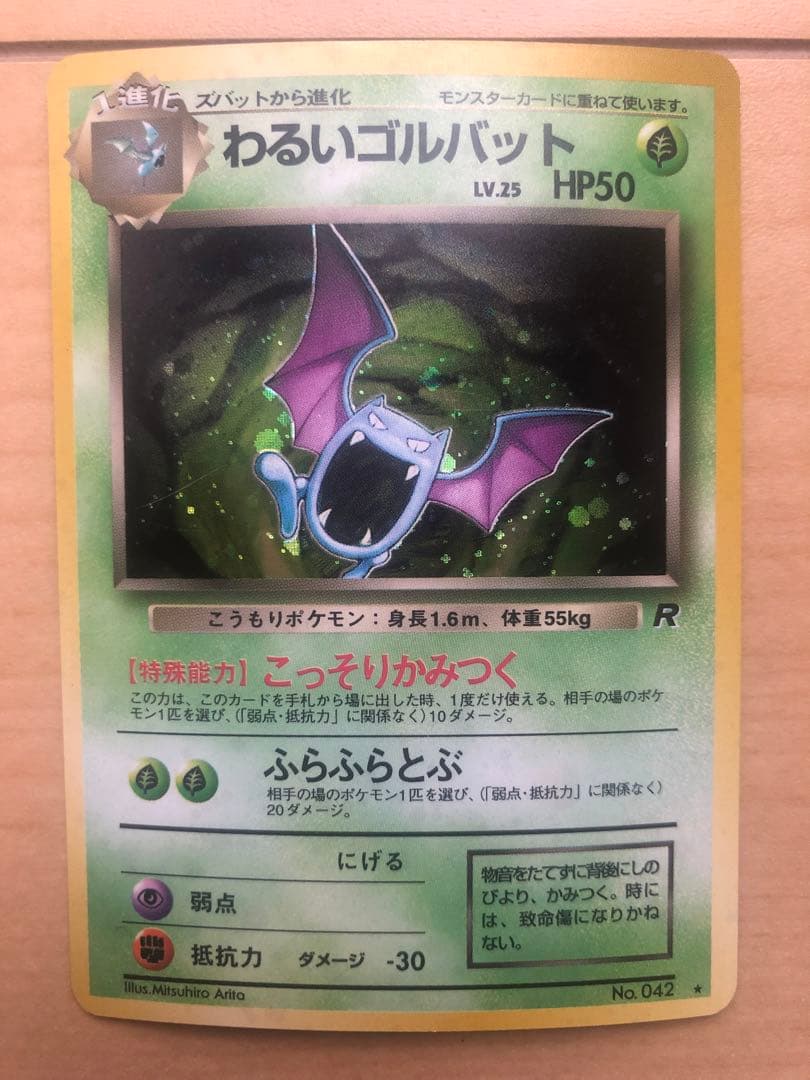 1進化 ズバットから進化 モンスターカードに重ねて使います。
わるいゴルバット
LV.25 HP50
こうもりポケモン：身長1.6m、体重55kg R
【特殊能力】こっそりかみつく
この力は、このカードを手札から場に出した時、1度だけ使える。相手の場のポケ
モン1匹を選び、（「弱点・抵抗力」に関係なく）10ダメージ。
ふらふらとぶ
相手の場のポケモン1匹を選び、（「弱点・抵抗力」に関係なく）
20ダメージ。
にげる
弱点
抵抗力 ダメージ -30
物音をたてずに背後にしの
びより、かみつく。時に
は、致命傷になりかね
ない。
Illus.Mitsuhiro Arita
No. 042 ★